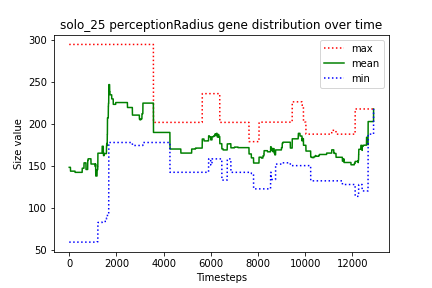 solo_25 perceptionRadius gene distribution over time
300
250
200
150
100
50
Size value
max
mean
min
0 2000 4000 6000 8000 10000 12000
Timesteps